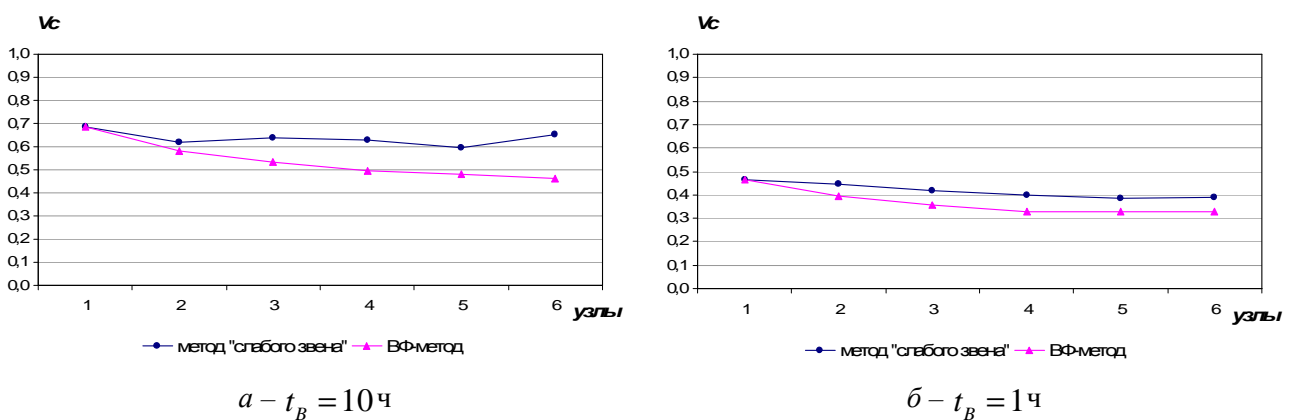 Vc
1,0
0,9
0,8
0,7
0,6
0,5
0,4
0,3
0,2
0,1
0,0
1 2 3 4 5 6 узлы
метод "слабого звена" ВФ-метод
а – t_B = 10 ч
Vc
1,0
0,9
0,8
0,7
0,6
0,5
0,4
0,3
0,2
0,1
0,0
1 2 3 4 5 6 узлы
метод "слабого звена" ВФ-метод
б – t_B = 1 ч